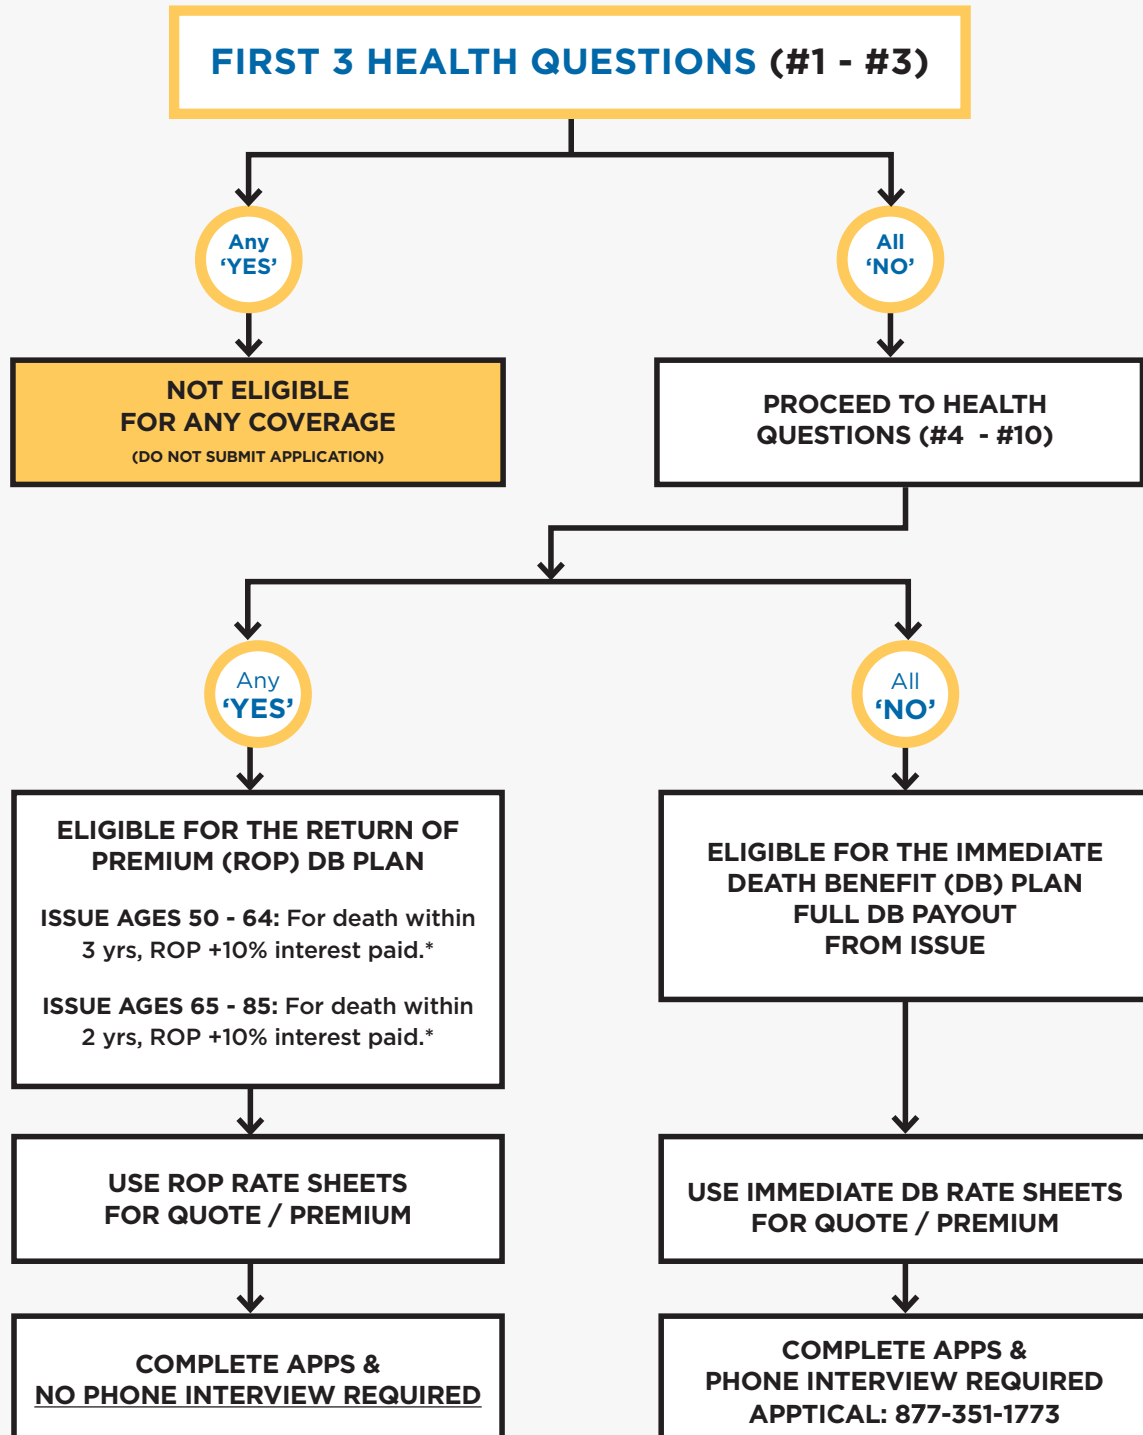 FIRST 3 HEALTH QUESTIONS (#1 - #3)
Any
‘YES’
All
‘NO’
NOT ELIGIBLE
FOR ANY COVERAGE
(DO NOT SUBMIT APPLICATION)
PROCEED TO HEALTH
QUESTIONS (#4 - #10)
Any
‘YES’
All
‘NO’
ELIGIBLE FOR THE RETURN OF
PREMIUM (ROP) DB PLAN
ISSUE AGES 50 - 64: For death within
3 yrs, ROP +10% interest paid.*
ISSUE AGES 65 - 85: For death within
2 yrs, ROP +10% interest paid.*
ELIGIBLE FOR THE IMMEDIATE
DEATH BENEFIT (DB) PLAN
FULL DB PAYOUT
FROM ISSUE
USE ROP RATE SHEETS
FOR QUOTE / PREMIUM
USE IMMEDIATE DB RATE SHEETS
FOR QUOTE / PREMIUM
COMPLETE APPS &
NO PHONE INTERVIEW REQUIRED
COMPLETE APPS &
PHONE INTERVIEW REQUIRED
APPTICAL: 877-351-1773